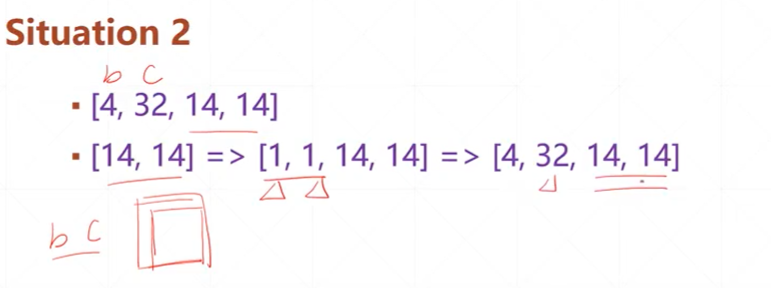 Situation 2
b c
▪ [4, 32, 14, 14]
▪ [14, 14] => [1, 1, 14, 14] => [4, 32, 14, 14]
b c